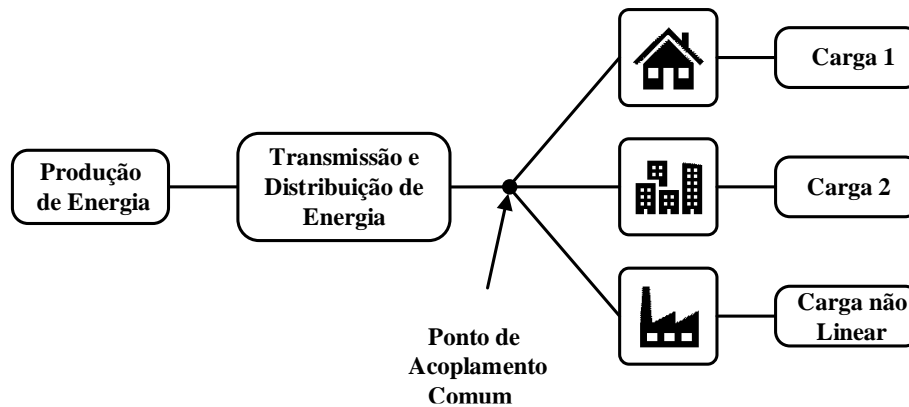 Produção
de Energia
Transmissão e
Distribuição de
Energia
Carga 1
Carga 2
Carga não
Linear
Ponto de
Acoplamento
Comum